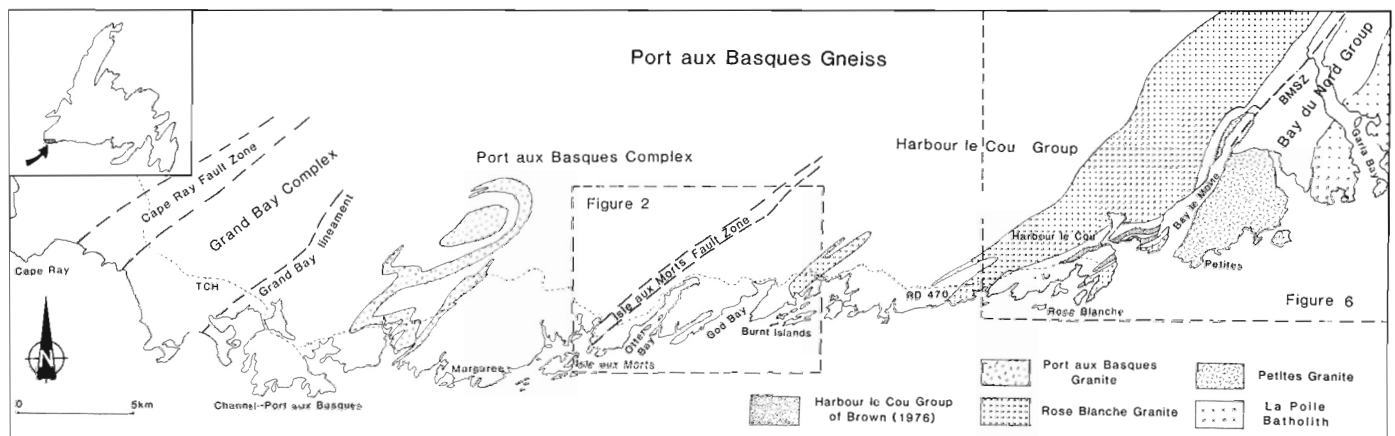 Port aux Basques Gneiss
Cape Ray Fault Zone
Grand Bay Complex
Grand Bay
lineament
Port aux Basques Complex
Harbour le Cou Group
BMSZ
Bay du Nord Group
Garia Bay
Figure 2
Isle aux Morts Fault Zone
Bay le Moine
Harbour le Cou
Cape Ray
TCH
Petites
RD 470
Figure 6
Rose Blanche
Otter
Bay
God Bay
Burnt Islands
Isle aux Morts
Margaree
N
0
5km
Channel-Port aux Basques
Port aux Basques
Granite
Petites Granite
Harbour le Cou Group
of Brown (1976)
Rose Blanche Granite
La Poile
Batholith